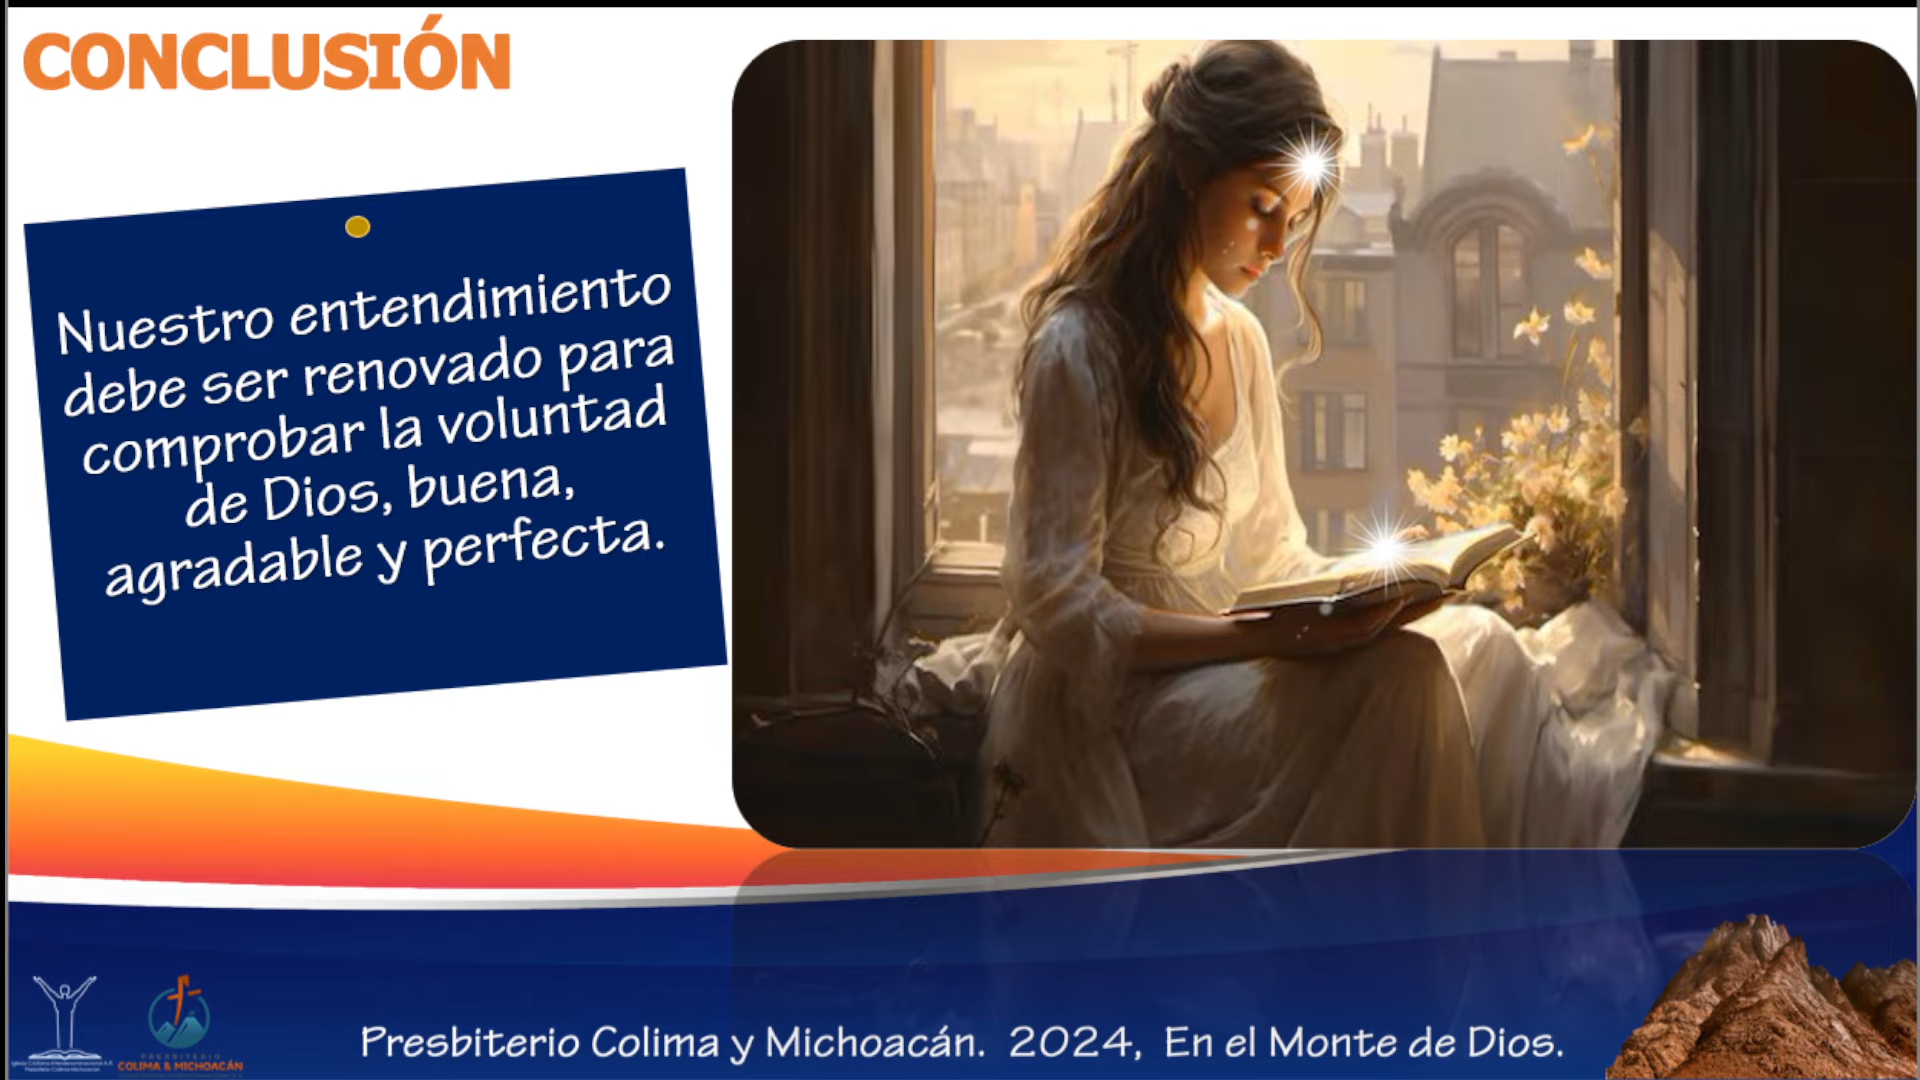 CONCLUSIÓN
Nuestro entendimiento
debe ser renovado para
comprobar la voluntad
de Dios, buena,
agradable y perfecta.
PRESBITERIO
COLIMA & MICHOACÁN
Presbiterio Colima y Michoacán. 2024, En el Monte de Dios.